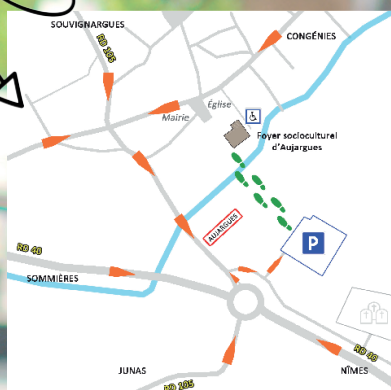 SOUVIGNARGUES
RD 105
CONGÉNIES
Église
Mairie
Foyer socioculturel
d'Aujargues
AUJARGUES
P
RD 40
SOMMIÈRES
JUNAS
RD 105
RD 40
NÎMES